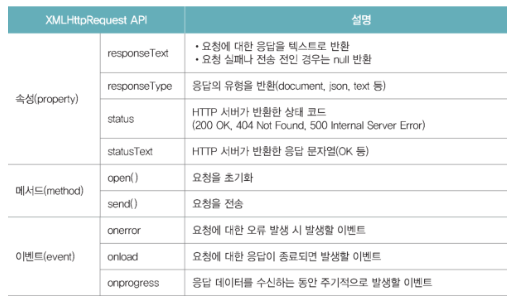 XMLHttpRequest API 설명
속성(property)
responseText
• 요청에 대한 응답을 텍스트로 반환
• 요청 실패나 전송 전인 경우는 null 반환
responseType 응답의 유형을 반환(document, json, text 등)
status
HTTP 서버가 반환한 상태 코드
(200 OK, 404 Not Found, 500 Internal Server Error)
statusText HTTP 서버가 반환한 응답 문자열(OK 등)
메서드(method)
open() 요청을 초기화
send() 요청을 전송
이벤트(event)
onerror 요청에 대한 오류 발생 시 발생할 이벤트
onload 요청에 대한 응답이 종료되면 발생할 이벤트
onprogress 응답 데이터를 수신하는 동안 주기적으로 발생할 이벤트